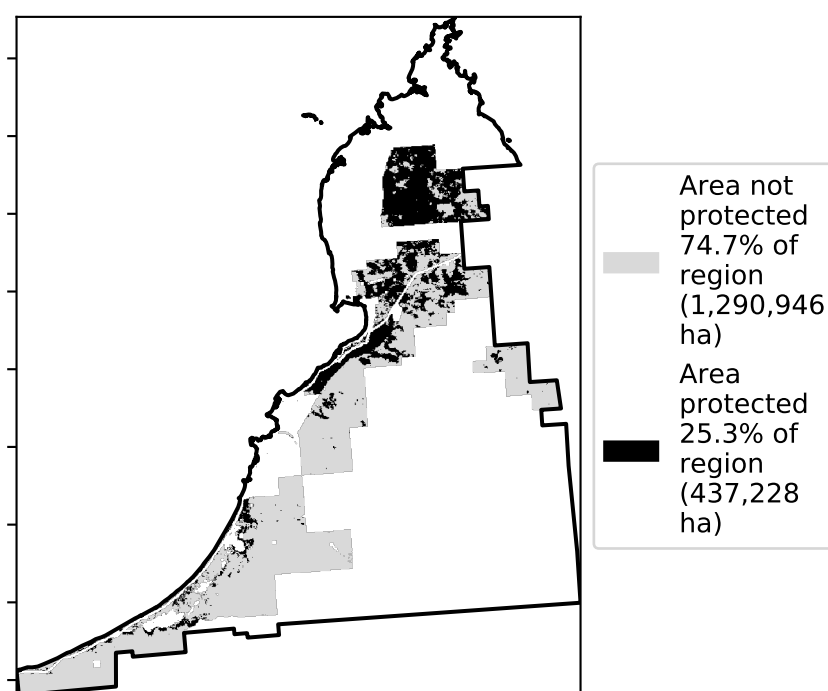 Area not
protected
74.7% of
region
(1,290,946
ha)
Area
protected
25.3% of
region
(437,228
ha)